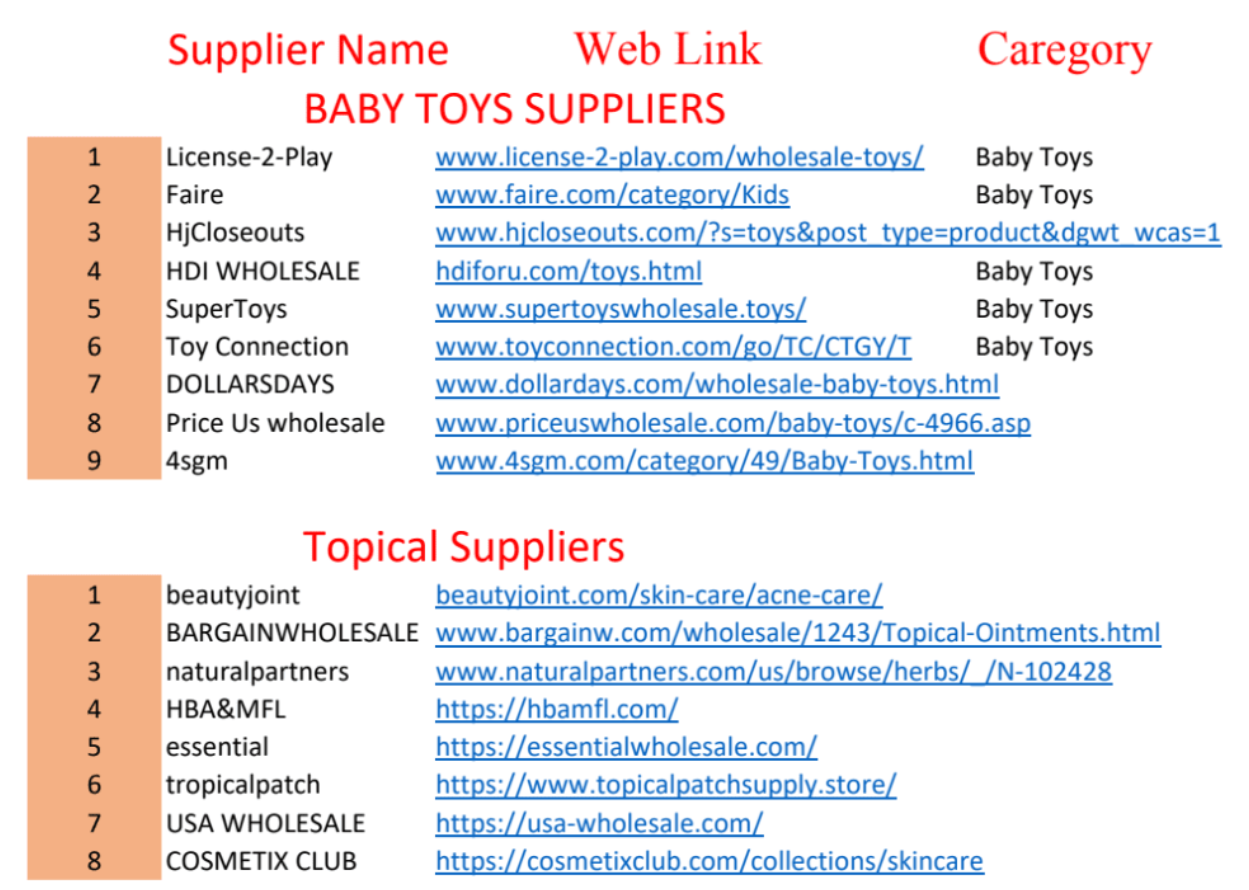 Supplier Name Web Link Caregory
BABY TOYS SUPPLIERS
1 License-2-Play www.license-2-play.com/wholesale-toys/ Baby Toys
2 Faire www.faire.com/category/Kids Baby Toys
3 HjCloseouts www.hjcloseouts.com/?s=toys&post_type=product&dgwt_wcas=1
4 HDI WHOLESALE hdiforu.com/toys.html Baby Toys
5 SuperToys www.supertoyswholesale.toys/ Baby Toys
6 Toy Connection www.toyconnection.com/go/TC/CTGY/T Baby Toys
7 DOLLARSDAYS www.dollardays.com/wholesale-baby-toys.html
8 Price Us wholesale www.priceuswholesale.com/baby-toys/c-4966.asp
9 4sgm www.4sgm.com/category/49/Baby-Toys.html
Topical Suppliers
1 beautyjoint beautyjoint.com/skin-care/acne-care/
2 BARGAINWHOLESALE www.bargainw.com/wholesale/1243/Topical-Ointments.html
3 naturalpartners www.naturalpartners.com/us/browse/herbs/_/N-102428
4 HBA&MFL https://hbamfl.com/
5 essential https://essentialwholesale.com/
6 tropicalpatch https://www.topicalpatchsupply.store/
7 USA WHOLESALE https://usa-wholesale.com/
8 COSMETIX CLUB https://cosmetixclub.com/collections/skincare